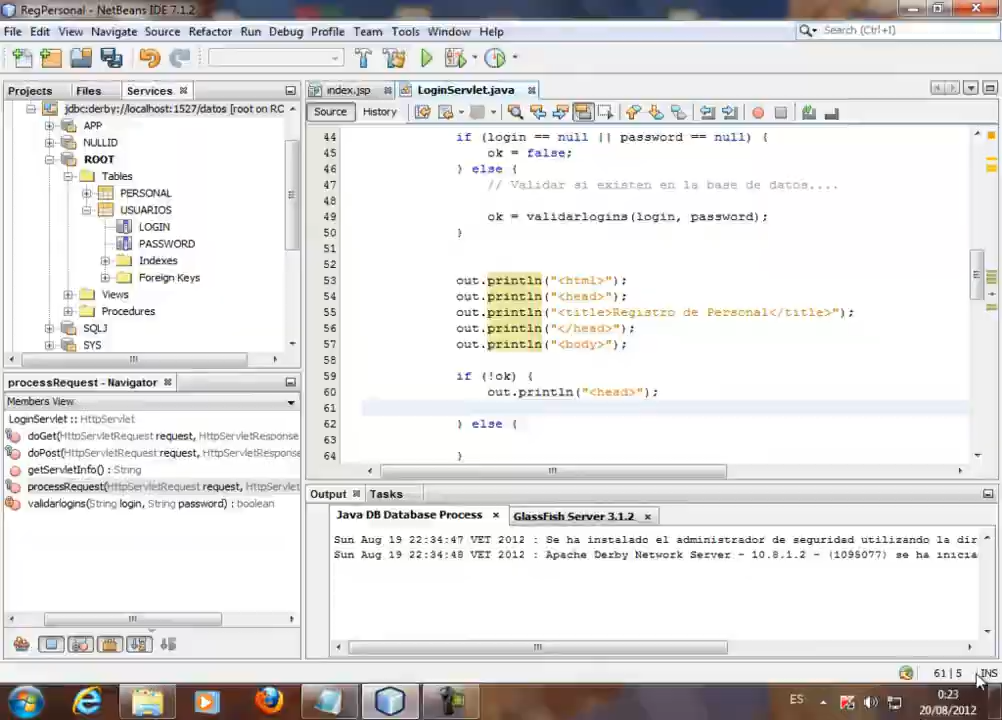 RegPersonal - NetBeans IDE 7.1.2
File Edit View Navigate Source Refactor Run Debug Profile Team Tools Window Help
Search (Ctrl+I)
Projects Files Services
index.jsp LoginServlet.java
Source History
jdbc:derby://localhost:1527/datos [root on RC
APP
NULLID
ROOT
Tables
PERSONAL
USUARIOS
LOGIN
PASSWORD
Indexes
Foreign Keys
Views
Procedures
SQLJ
SYS
44 if (login == null || password == null) {
45 ok = false;
46 } else {
47 // Validar si existen en la base de datos....
48
49 ok = validarlogins(login, password);
50 }
51
52
53 out.println("<html>");
54 out.println("<head>");
55 out.println("<title>Registro de Personal</title>");
56 out.println("</head>");
57 out.println("<body>");
58
59 if (!ok) {
60 out.println("<head>");
61
62 } else {
63
64 }
processRequest - Navigator
Members View
LoginServlet :: HttpServlet
doGet(HttpServletRequest request, HttpServletResponse
doPost(HttpServletRequest request, HttpServletResponse
getServletInfo() : String
processRequest(HttpServletRequest request, HttpServlet
validarlogins(String login, String password) : boolean
Output Tasks
Java DB Database Process GlassFish Server 3.1.2
Sun Aug 19 22:34:47 VET 2012 : Se ha instalado el administrador de seguridad utilizando la dir
Sun Aug 19 22:34:48 VET 2012 : Apache Derby Network Server - 10.8.1.2 - (1095077) se ha inicia
61 | 5 INS
ES
0:23
20/08/2012